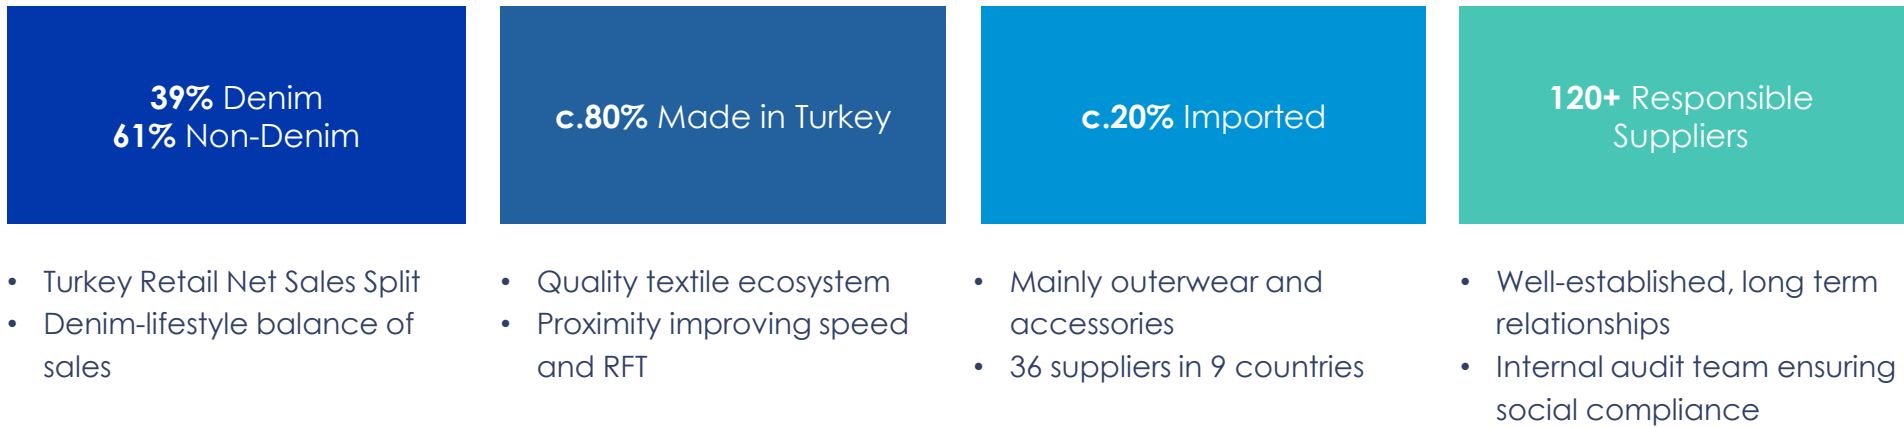 39% Denim
61% Non-Denim
• Turkey Retail Net Sales Split
• Denim-lifestyle balance of
sales
c.80% Made in Turkey
• Quality textile ecosystem
• Proximity improving speed
and RFT
c.20% Imported
• Mainly outerwear and
accessories
• 36 suppliers in 9 countries
120+ Responsible
Suppliers
• Well-established, long term
relationships
• Internal audit team ensuring
social compliance